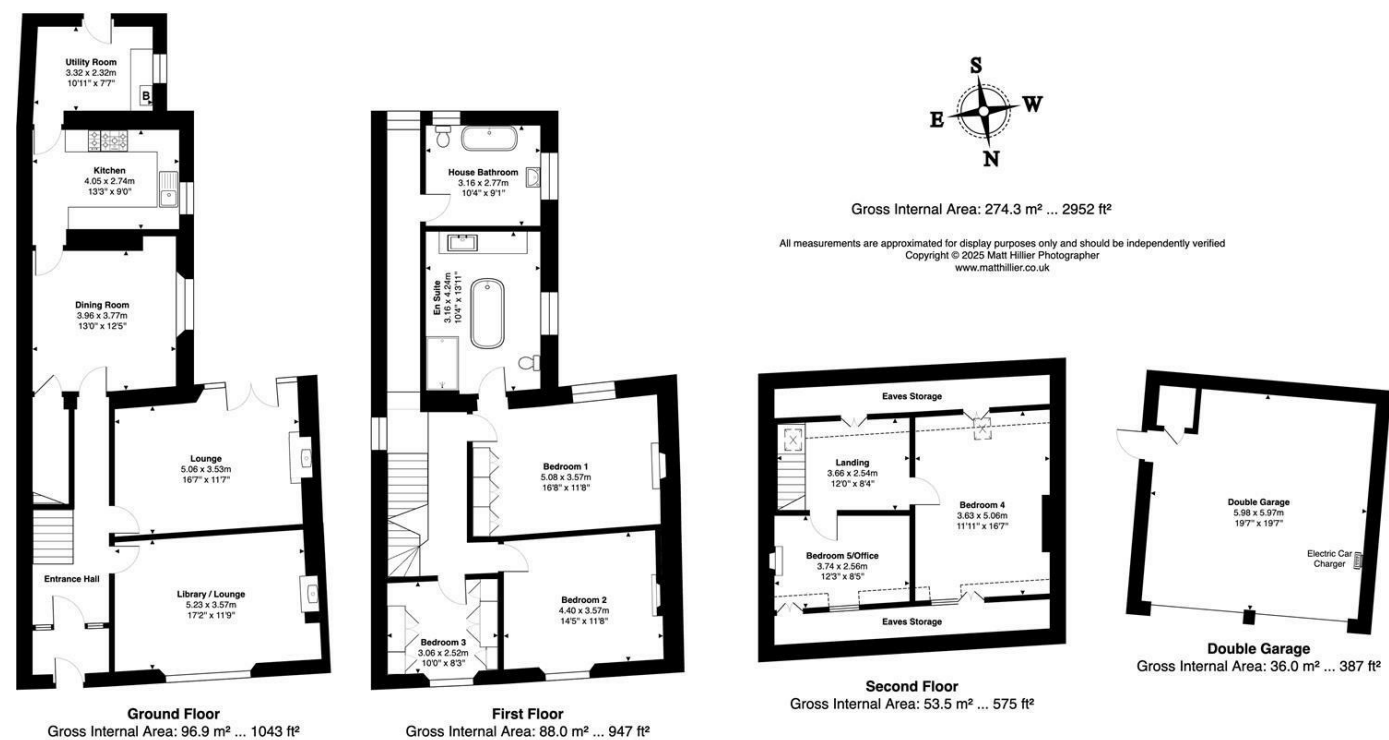 Utility Room
3.32 x 2.32m
10'11" x 7'7"
B
Kitchen
4.05 x 2.74m
13'3" x 9'0"
Dining Room
3.96 x 3.77m
13'0" x 12'5"
Lounge
5.06 x 3.53m
16'7" x 11'7"
Entrance Hall
Library / Lounge
5.23 x 3.57m
17'2" x 11'9"
Ground Floor
Gross Internal Area: 96.9 m² ... 1043 ft²
House Bathroom
3.16 x 2.77m
10'4" x 9'1"
En Suite
3.16 x 4.24m
10'4" x 13'11"
Bedroom 1
5.08 x 3.57m
16'8" x 11'8"
Bedroom 2
4.40 x 3.57m
14'5" x 11'8"
Bedroom 3
3.06 x 2.52m
10'0" x 8'3"
First Floor
Gross Internal Area: 88.0 m² ... 947 ft²
S
E
W
N
Gross Internal Area: 274.3 m² ... 2952 ft²
All measurements are approximated for display purposes only and should be independently verified
Copyright © 2025 Matt Hillier Photographer
www.matthillier.co.uk
Eaves Storage
Landing
3.66 x 2.54m
12'0" x 8'4"
Bedroom 4
3.63 x 5.06m
11'11" x 16'7"
Bedroom 5/Office
3.74 x 2.56m
12'3" x 8'5"
Eaves Storage
Second Floor
Gross Internal Area: 53.5 m² ... 575 ft²
Double Garage
5.98 x 5.97m
19'7" x 19'7"
Electric Car
Charger
Double Garage
Gross Internal Area: 36.0 m² ... 387 ft²